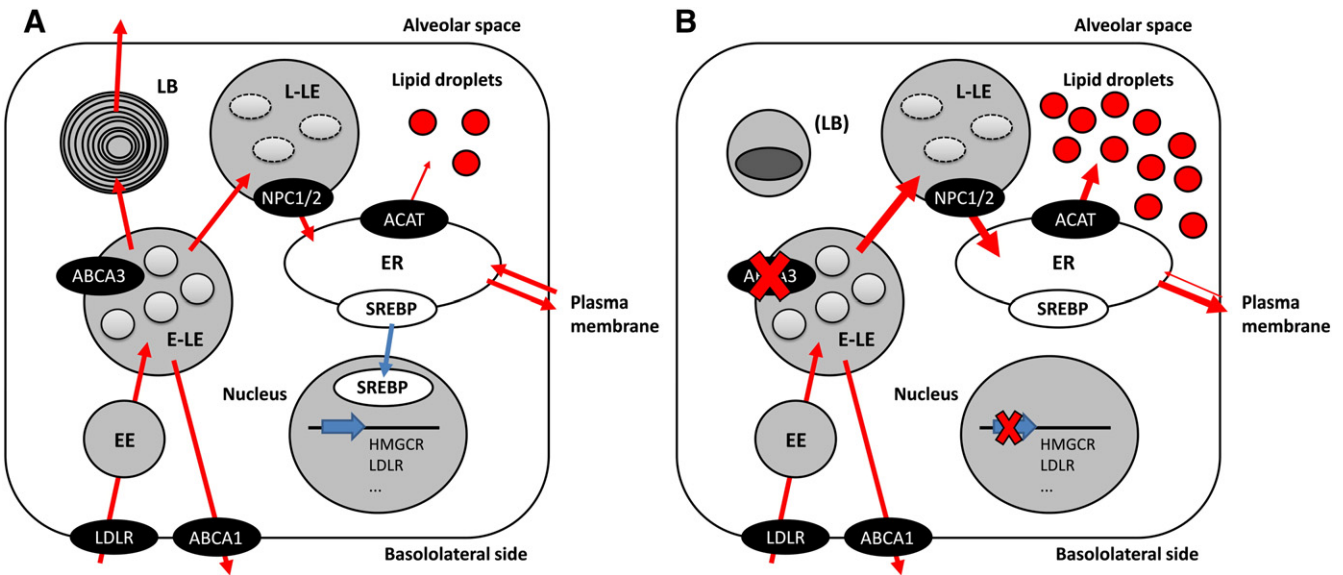 A
Alveolar space
LB
L-LE
Lipid droplets
NPC1/2
ACAT
ABCA3
ER
SREBP
Plasma
membrane
E-LE
Nucleus
SREBP
EE
HMGCR
LDLR
...
LDLR
ABCA1
Basololateral side
B
Alveolar space
(LB)
L-LE
Lipid droplets
NPC1/2
ACAT
ABCA3
ER
SREBP
Plasma
membrane
E-LE
Nucleus
EE
HMGCR
LDLR
...
LDLR
ABCA1
Basololateral side